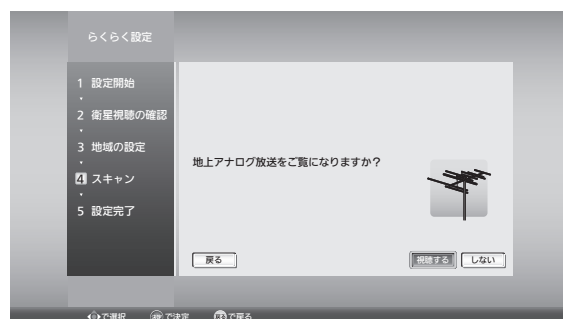 らくらく設定
1 設定開始
2 衛星視聴の確認
3 地域の設定
4 スキャン
5 設定完了
地上アナログ放送をご覧になりますか?
戻る
視聴する
しない
で選択 で決定 で戻る